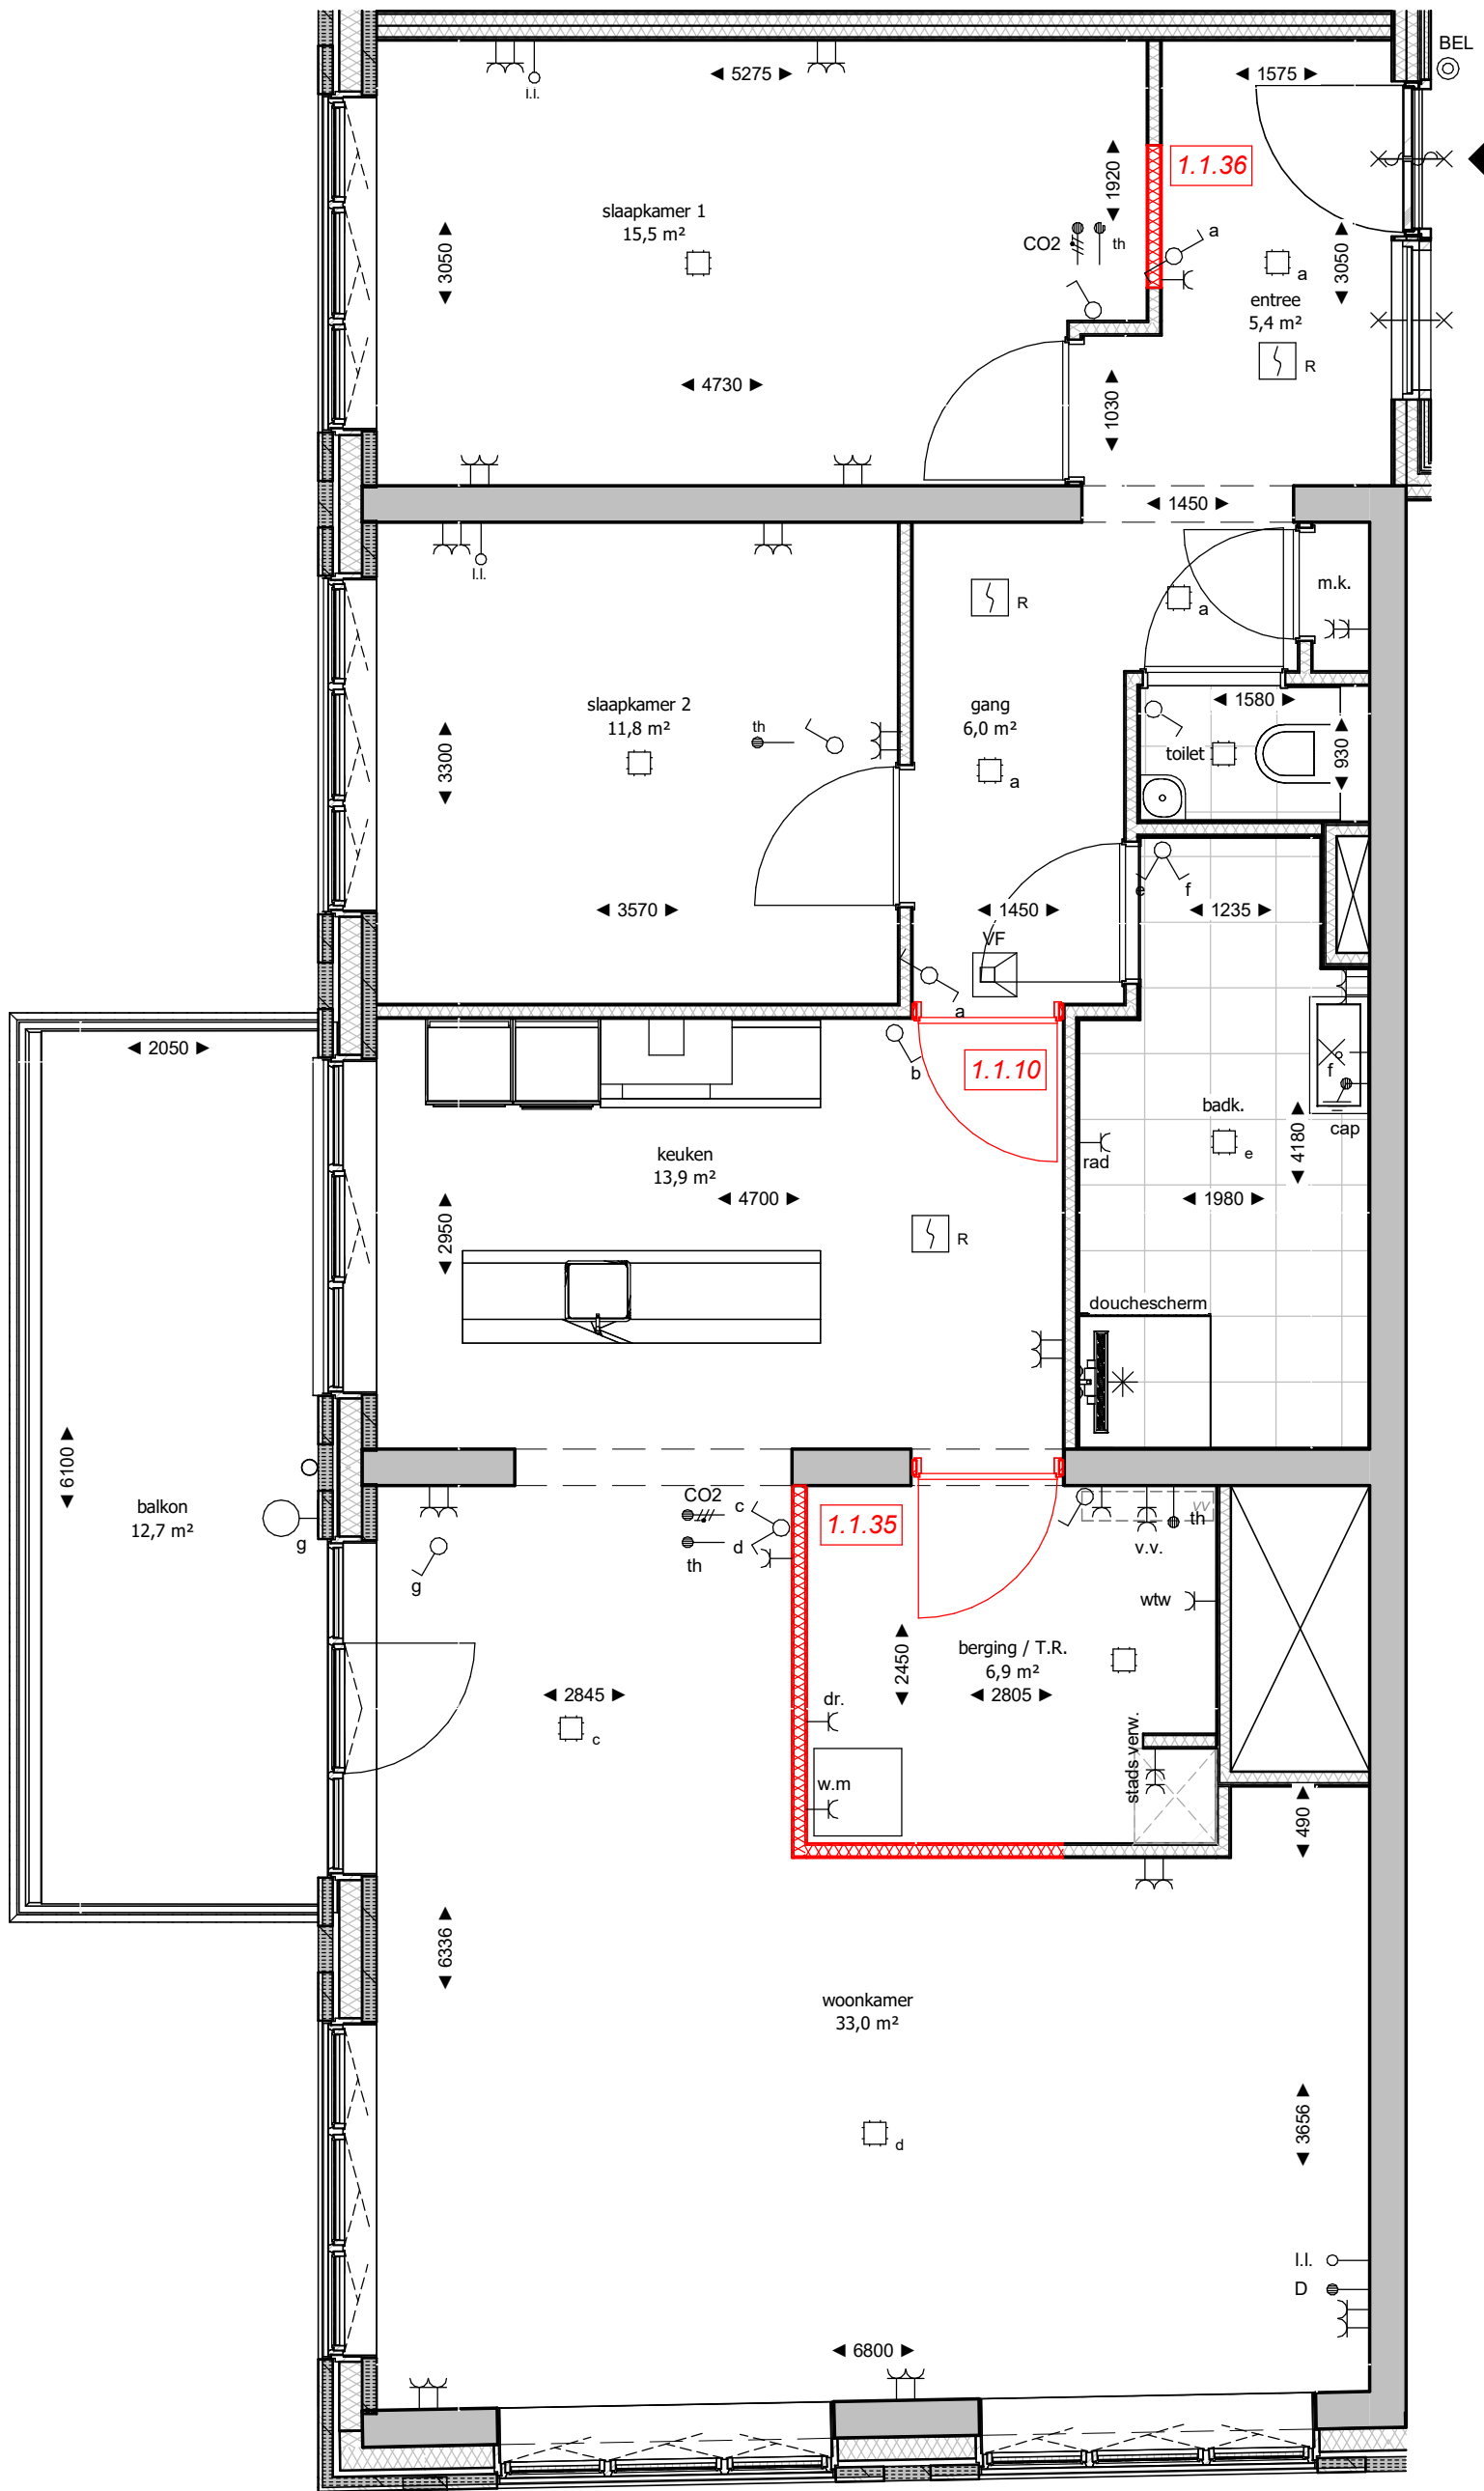 BEL
5275
1575
l.l.
1920
1.1.36
slaapkamer 1
15,5 m²
3050
CO2
th
a
a
3050
entree
5,4 m²
R
4730
1030
1450
l.l.
R
a
m.k.
slaapkamer 2
11,8 m²
th
gang
6,0 m²
a
1580
toilet
930
3300
e
f
3570
1450
1235
VF
a
2050
b
1.1.10
keuken
13,9 m²
4700
2950
R
badk.
e
f
cap
rad
4180
1980
douchescherm
6100
balkon
12,7 m²
g
g
CO2
c
d
th
1.1.35
vv
th
v.v.
wtw
2450
berging / T.R.
6,9 m²
2805
2845
c
dr.
w.m
stads verw.
490
6336
woonkamer
33,0 m²
d
3656
l.l.
D
6800